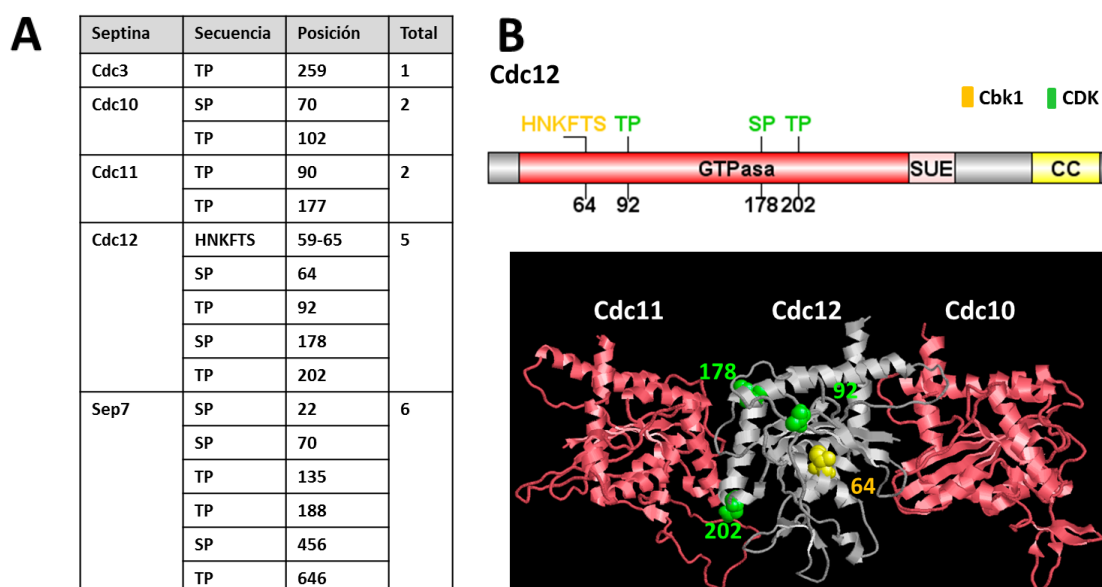 A
Septina Secuencia Posición Total
Cdc3 TP 259 1
Cdc10 SP 70 2
TP 102
Cdc11 TP 90 2
TP 177
Cdc12 HNKFTS 59-65 5
SP 64
TP 92
SP 178
TP 202
Sep7 SP 22 6
SP 70
TP 135
TP 188
SP 456
TP 646
B
Cdc12
Cbk1 CDK
HNKFTS TP SP TP
GTPasa SUE CC
64 92 178 202
Cdc11 Cdc12 Cdc10
178 92
64
202